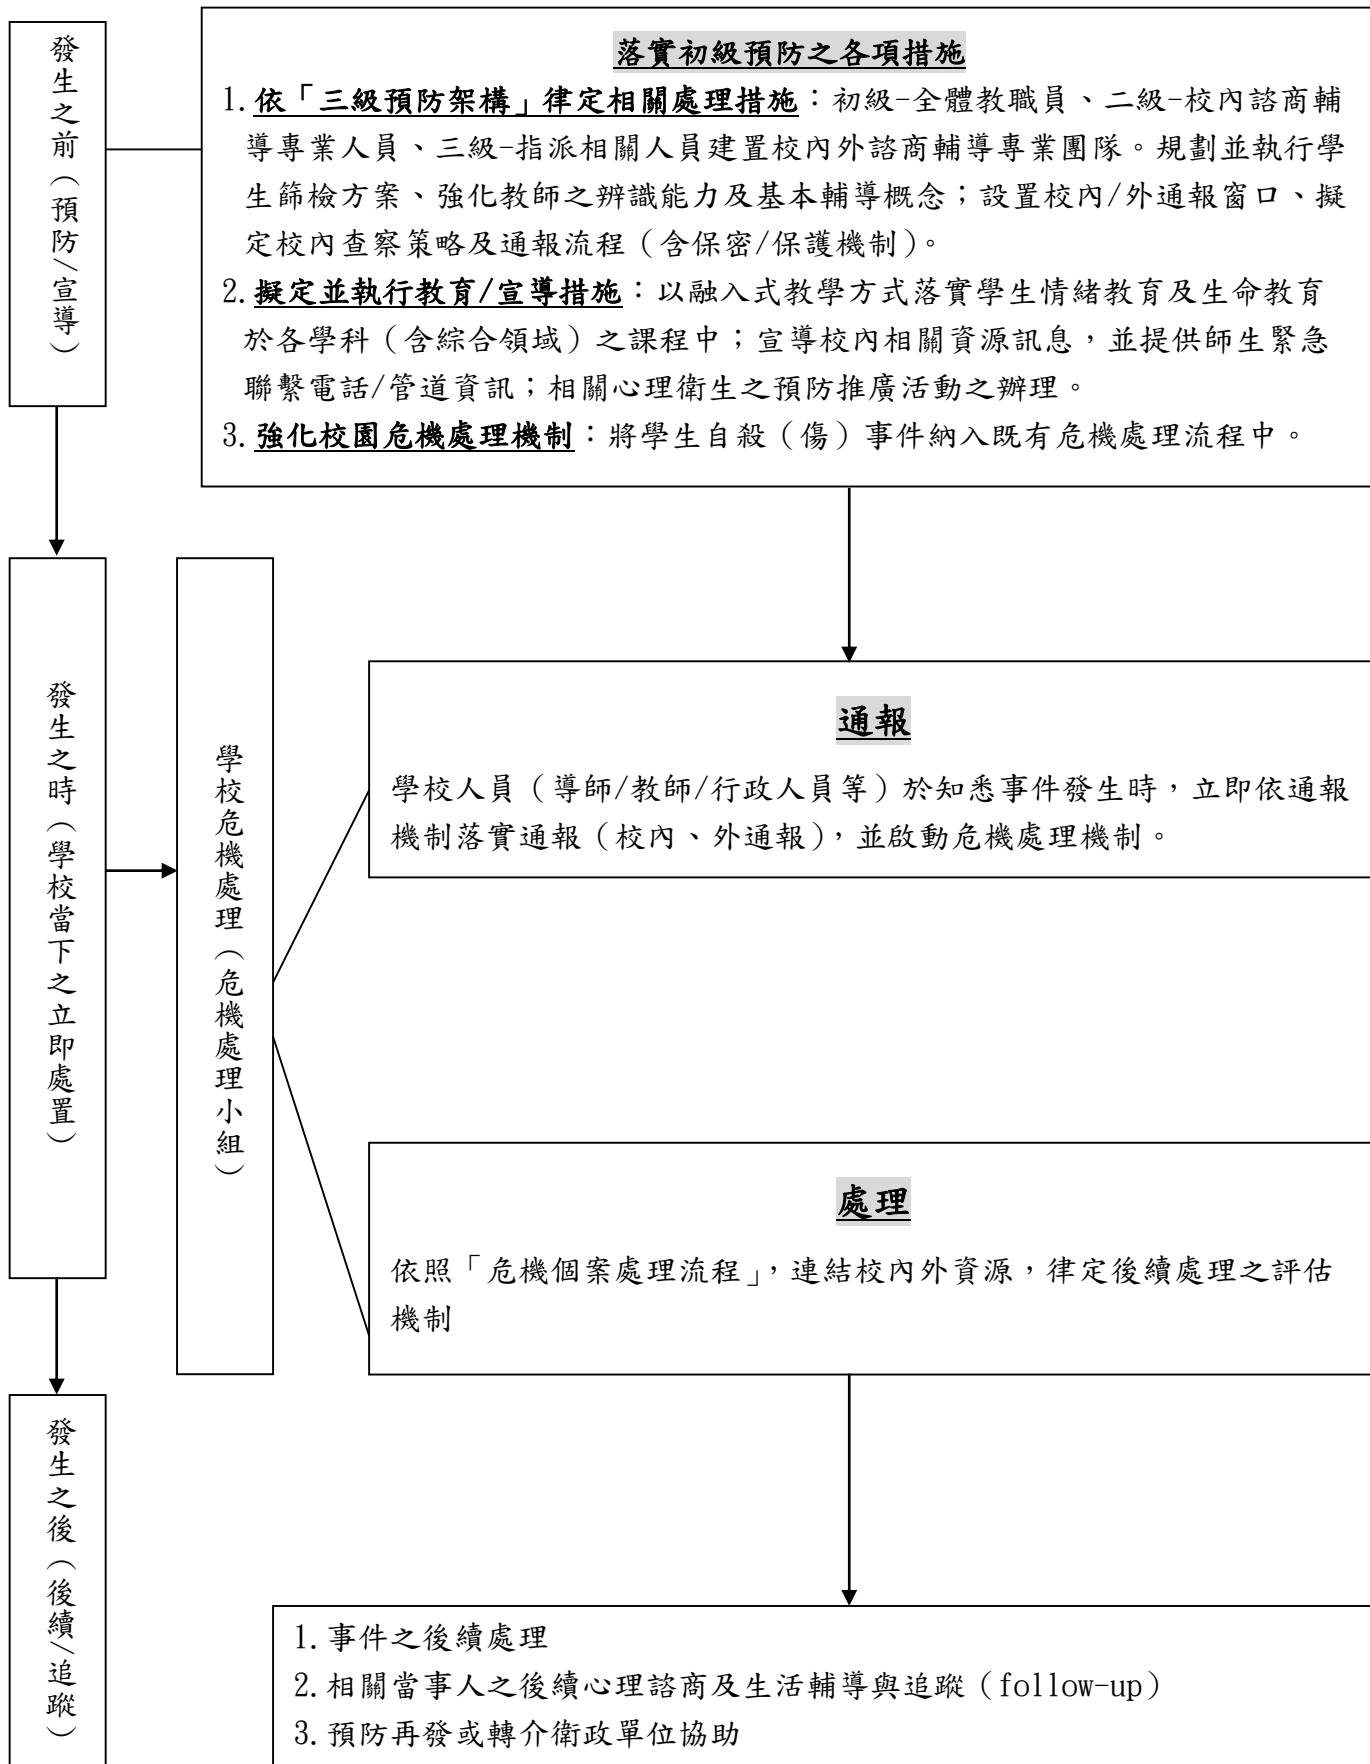 發生之前（預防/宣導）
落實初級預防之各項措施
1.依「三級預防架構」律定相關處理措施：初級-全體教職員、二級-校內諮商輔
導專業人員、三級-指派相關人員建置校內外諮商輔導專業團隊。規劃並執行學
生篩檢方案、強化教師之辨識能力及基本輔導概念；設置校內/外通報窗口、擬
定校內查察策略及通報流程（含保密/保護機制）。
2.擬定並執行教育/宣導措施：以融入式教學方式落實學生情緒教育及生命教育
於各學科（含綜合領域）之課程中；宣導校內相關資源訊息，並提供師生緊急
聯繫電話/管道資訊；相關心理衛生之預防推廣活動之辦理。
3.強化校園危機處理機制：將學生自殺（傷）事件納入既有危機處理流程中。
發生之時（學校當下之立即處置）
學校危機處理（危機處理小組）
通報
學校人員（導師/教師/行政人員等）於知悉事件發生時，立即依通報
機制落實通報（校內、外通報），並啟動危機處理機制。
處理
依照「危機個案處理流程」，連結校內外資源，律定後續處理之評估
機制
發生之後（後續/追蹤）
1.事件之後續處理
2.相關當事人之後續心理諮商及生活輔導與追蹤（follow-up）
3.預防再發或轉介衛政單位協助